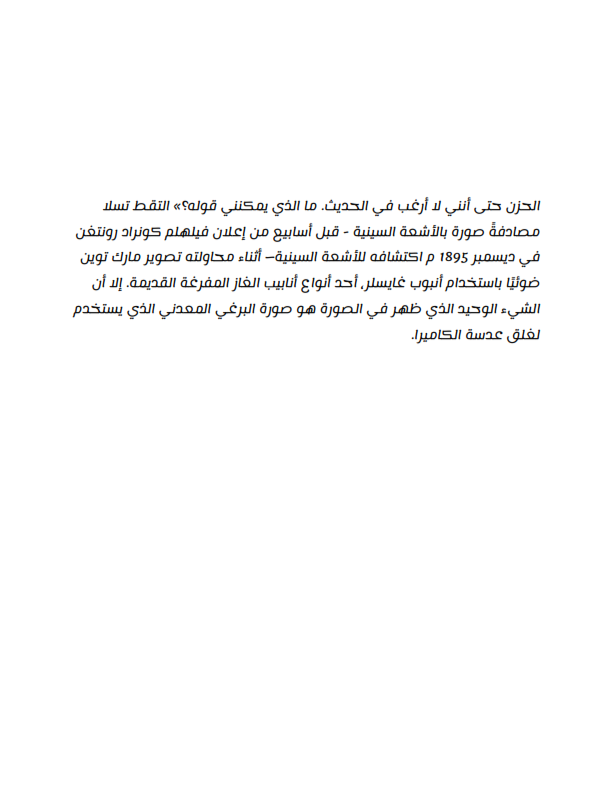 الحزن حتى أنني لا أرغب في الحديث. ما الذي يمكنني قوله؟» التقط تسلا
مصادفةً صورة بالأشعة السينية - قبل أسابيع من إعلان فيلهلم كونراد رونتغن
في ديسمبر 1895 م اكتشافه للأشعة السينية– أثناء محاولته تصوير مارك توين
ضوئيًا باستخدام أنبوب غايسلر، أحد أنواع أنابيب الغاز المفرغة القديمة. إلا أن
الشيء الوحيد الذي ظهر في الصورة هو صورة البرغي المعدني الذي يستخدم
لغلق عدسة الكاميرا.